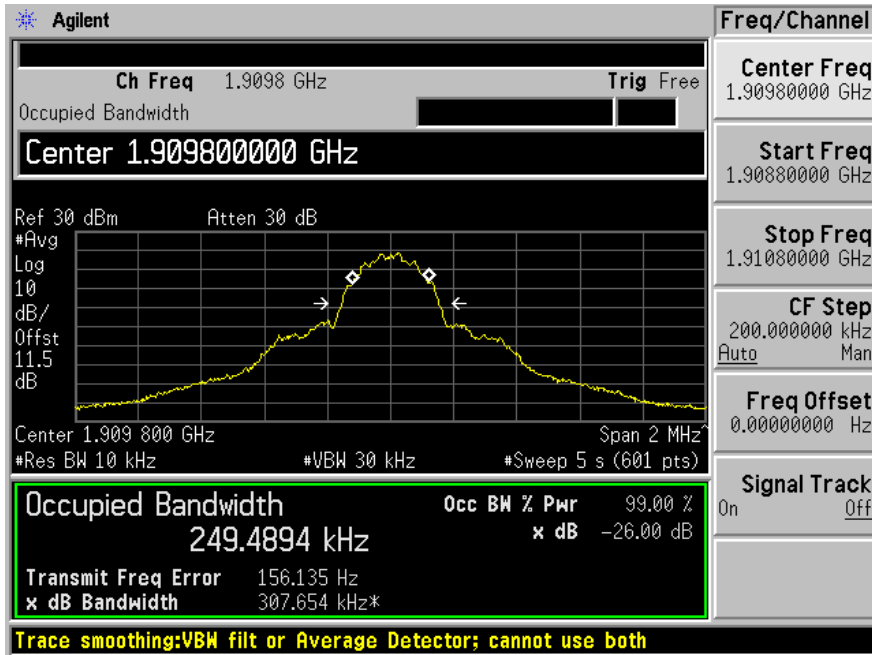 Agilent
Freq/Channel
Ch Freq 1.9098 GHz Trig Free
Occupied Bandwidth
Center 1.909800000 GHz
Ref 30 dBm Atten 30 dB
#Avg
Log
10
dB/
Offst
11.5
dB
Center 1.909 800 GHz Span 2 MHz^
#Res BW 10 kHz #VBW 30 kHz #Sweep 5 s (601 pts)
Occupied Bandwidth Occ BW % Pwr 99.00 %
249.4894 kHz x dB -26.00 dB
Transmit Freq Error 156.135 Hz
x dB Bandwidth 307.654 kHz*
Trace smoothing:VBW filt or Average Detector; cannot use both
Center Freq
1.90980000 GHz
Start Freq
1.90880000 GHz
Stop Freq
1.91080000 GHz
CF Step
200.000000 kHz
Auto Man
Freq Offset
0.00000000 Hz
Signal Track
On Off